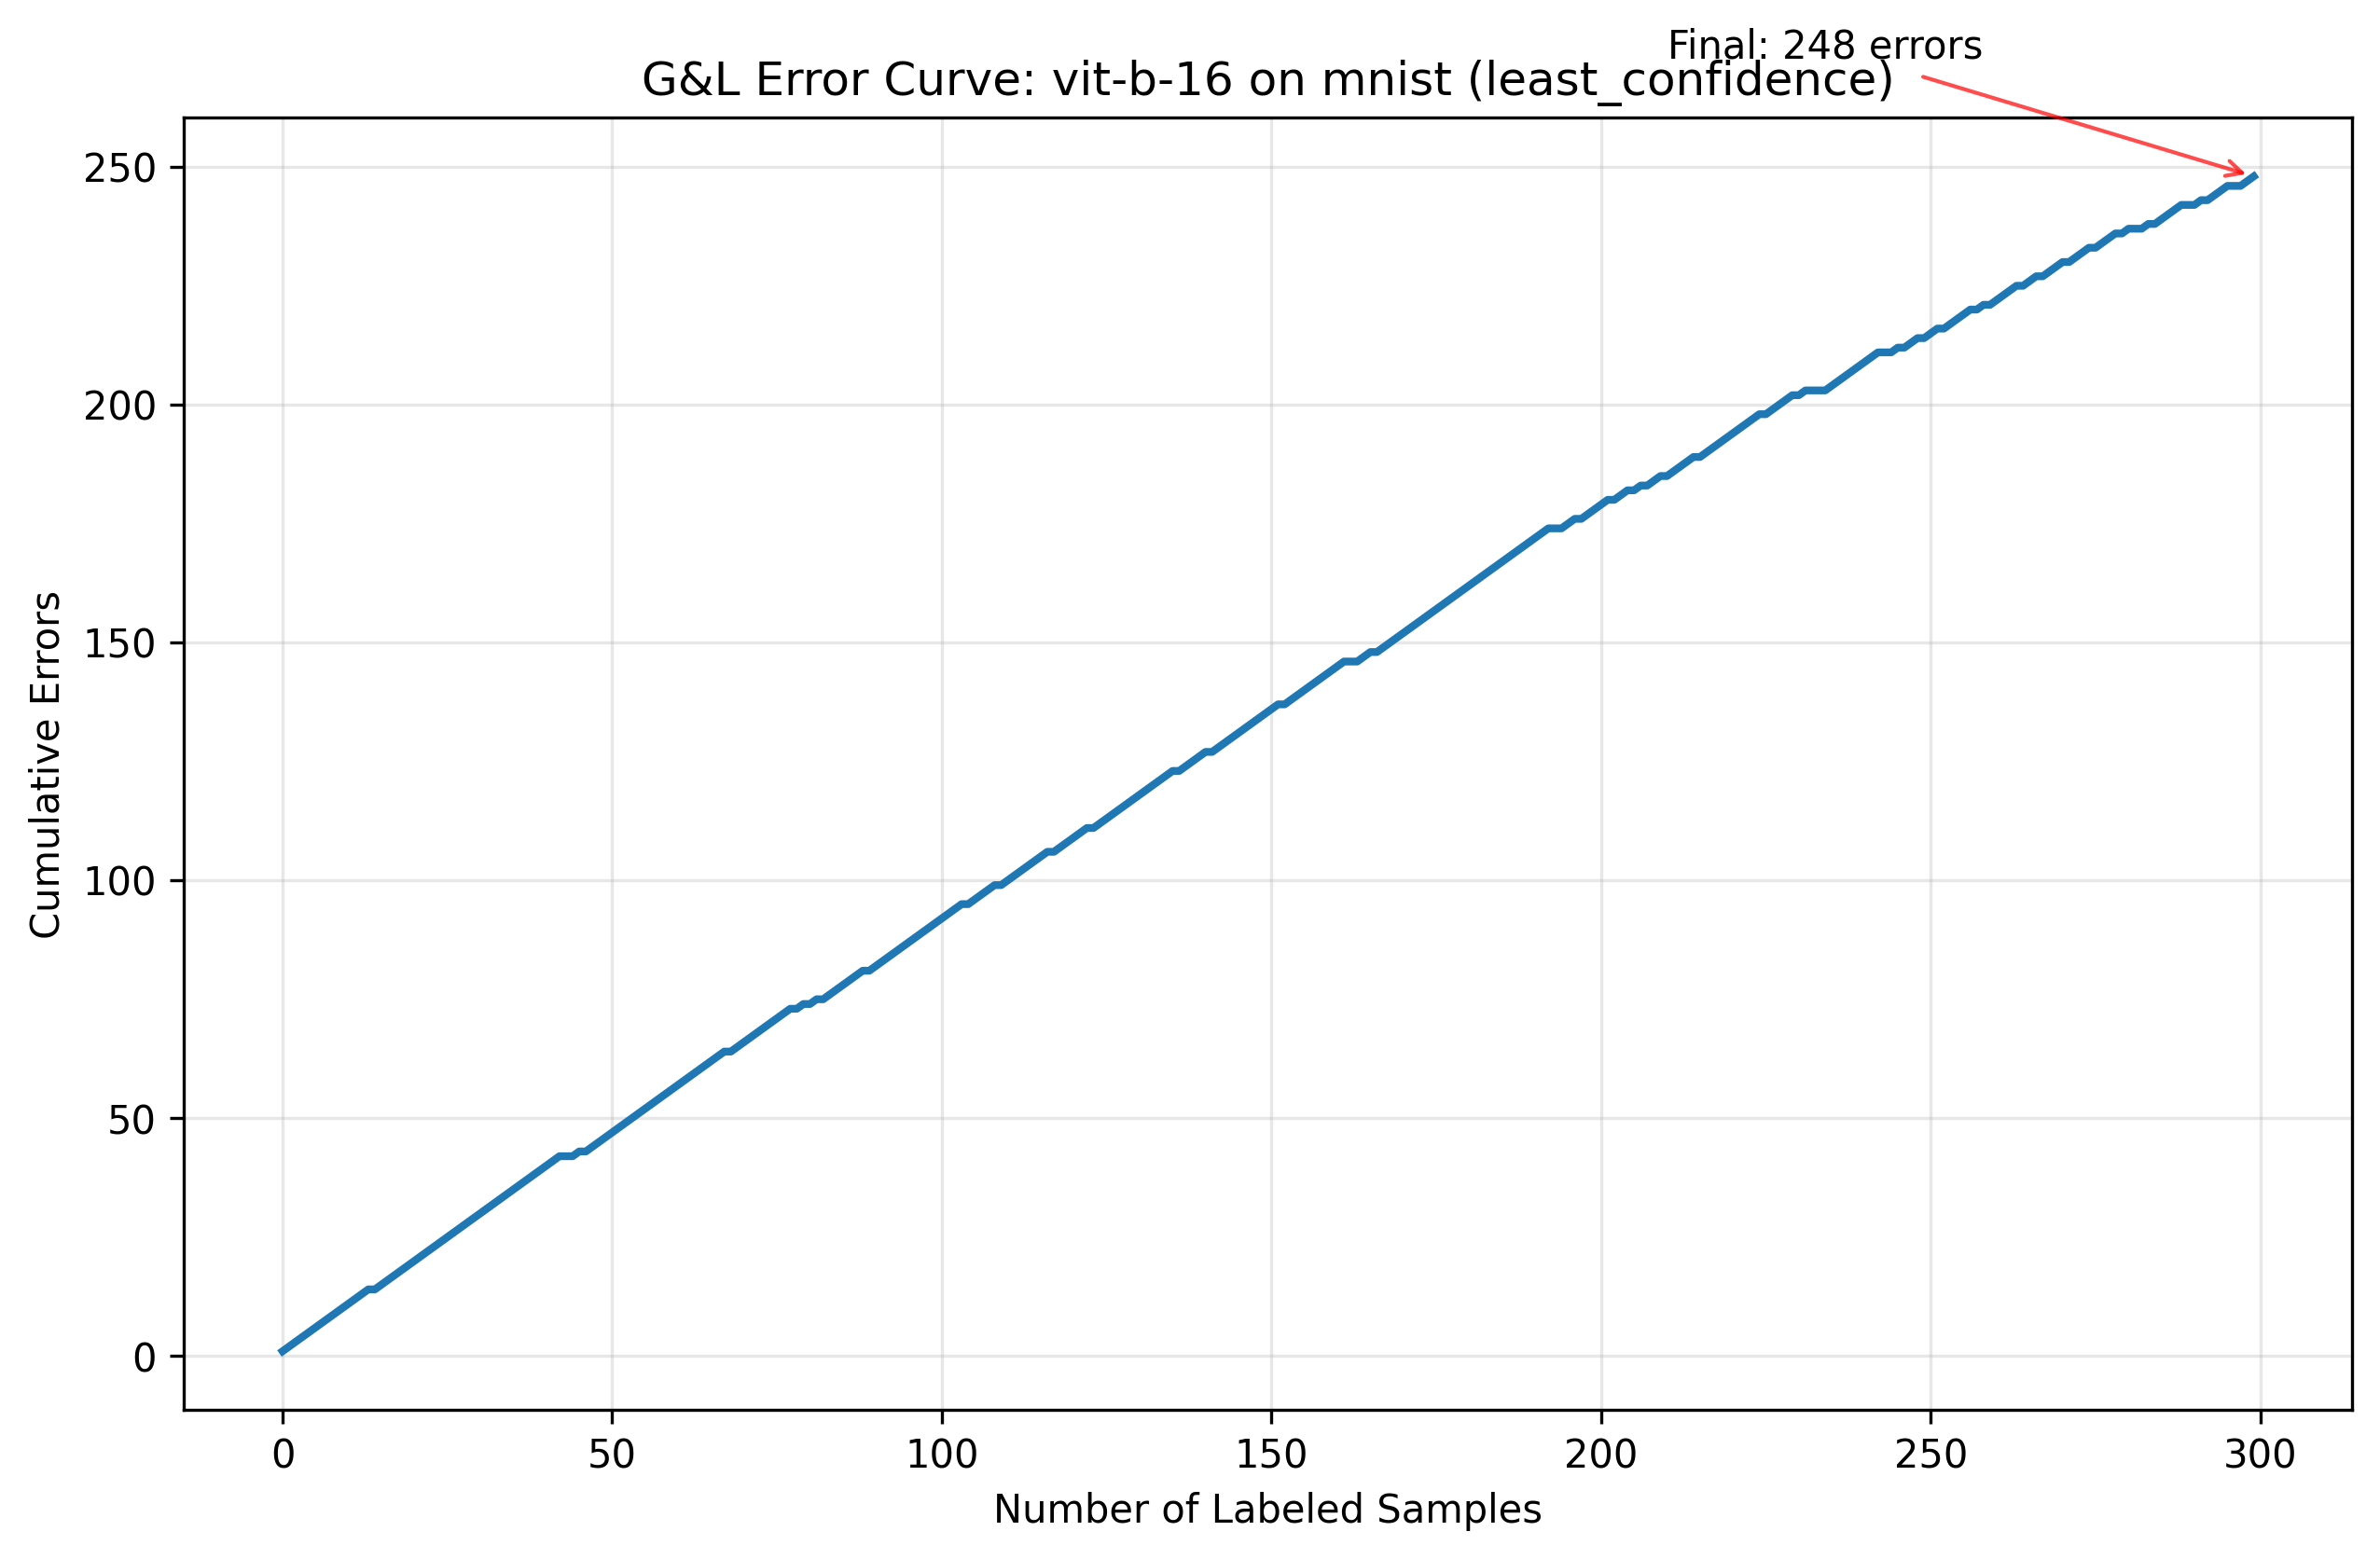 Final: 248 errors
G&L Error Curve: vit-b-16 on mnist (least_confidence)
250
200
150
100
50
0
Cumulative Errors
0 50 100 150 200 250 300
Number of Labeled Samples